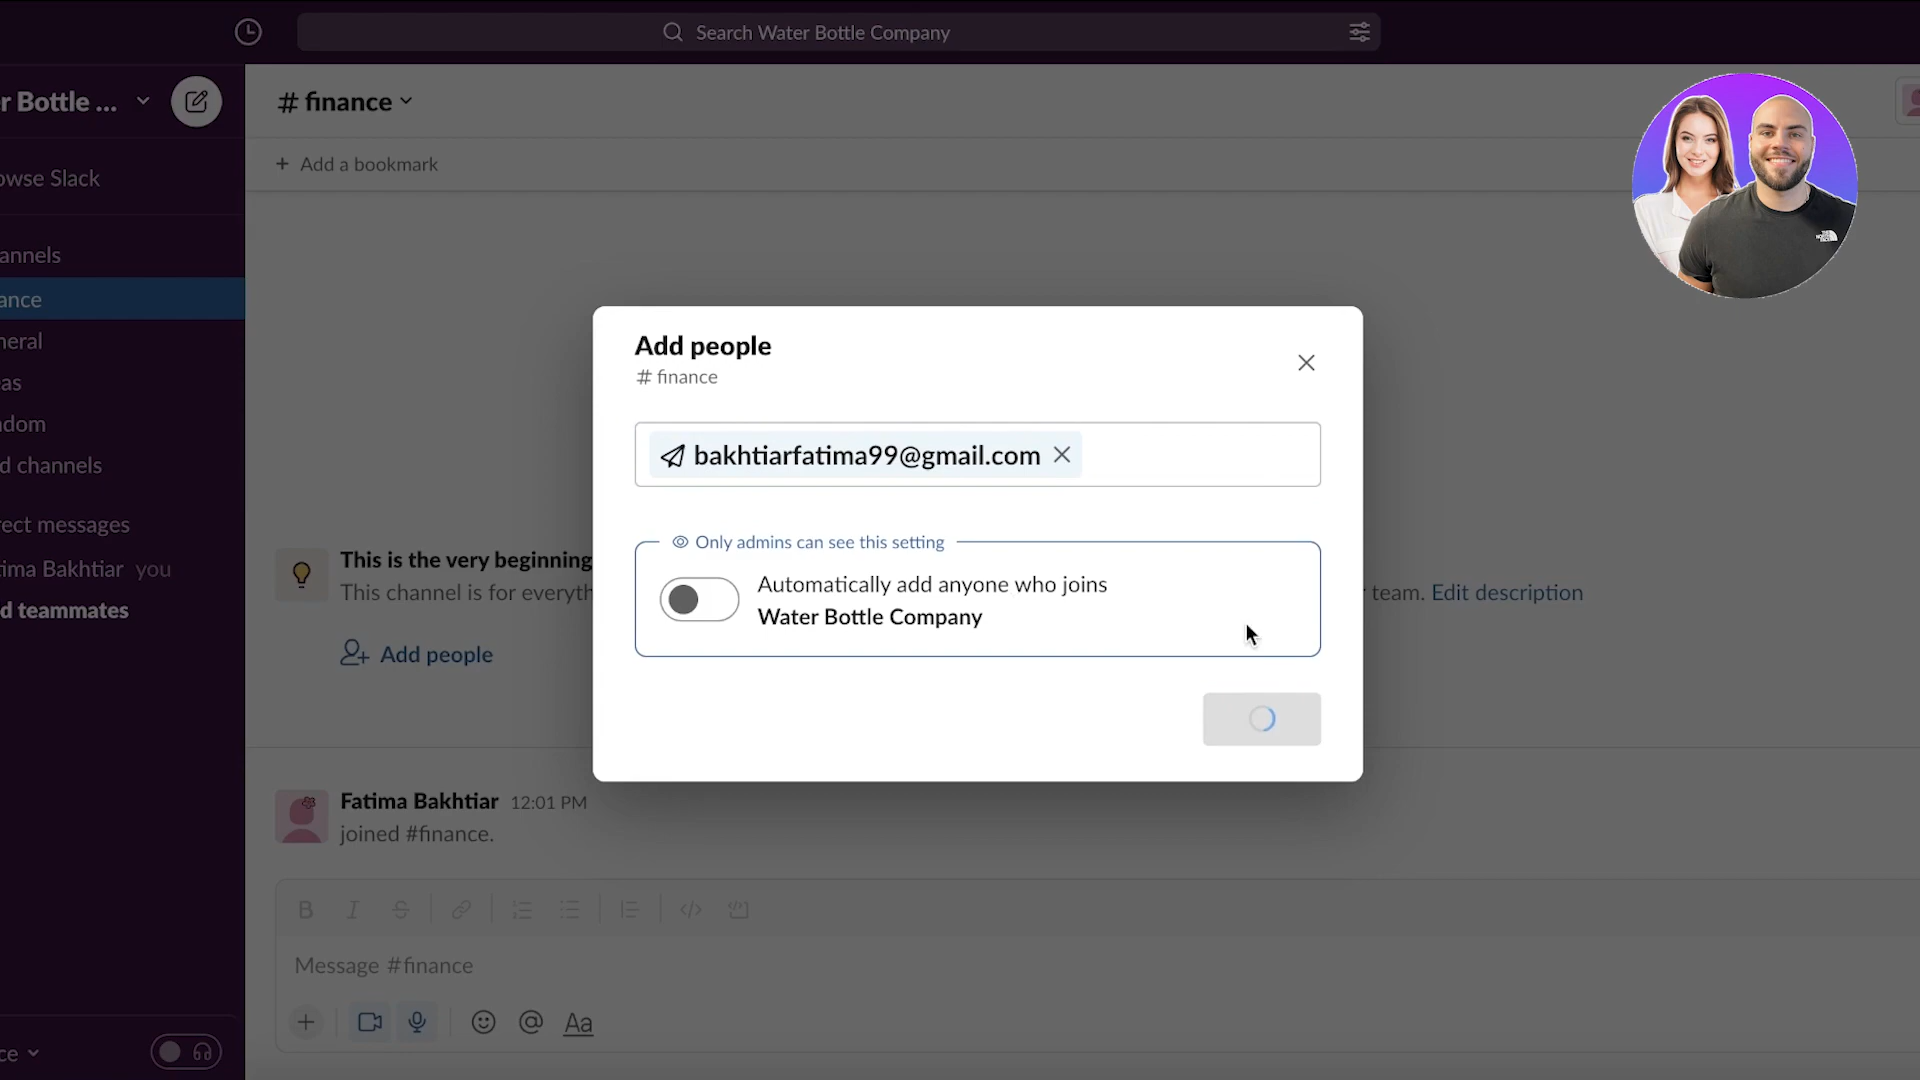 Search Water Bottle Company
r Bottle ...
# finance
+ Add a bookmark
owse Slack
annels
ance
neral
as
ndom
d channels
rect messages
tima Bakhtiar you
d teammates
Add people
# finance
bakhtiarfatima99@gmail.com
Only admins can see this setting
Automatically add anyone who joins
Water Bottle Company
This is the very beginning
This channel is for everyth
team. Edit description
Add people
Fatima Bakhtiar 12:01 PM
joined #finance.
Message #finance
Aa
ce